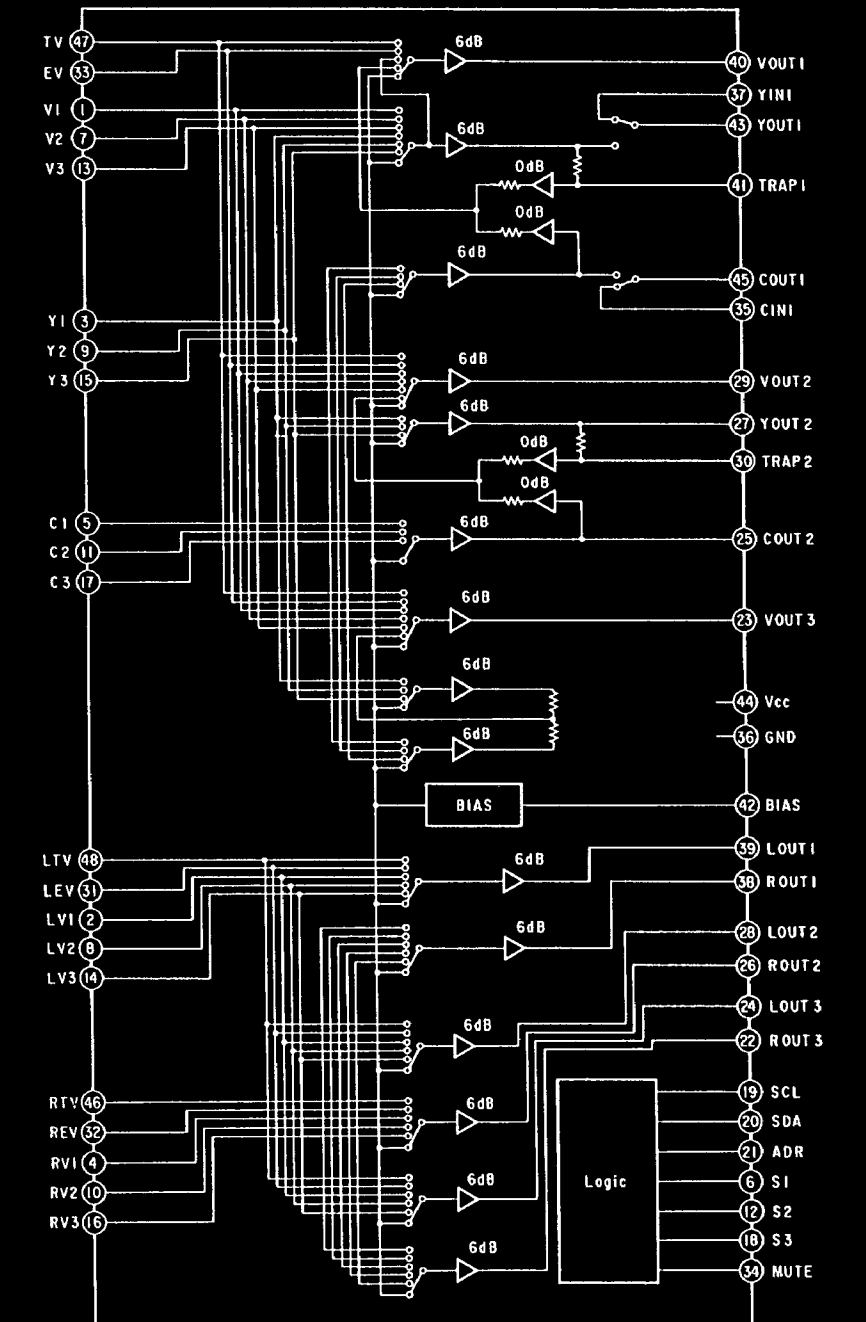 TV 47 6dB 40 VOUT1
EV 33 37 YIN1
V1 1 6dB 43 YOUT1
V2 7
V3 13 0dB 41 TRAP1
0dB
6dB 45 COUT1
35 CIN1
Y1 3
Y2 9 6dB 29 VOUT2
Y3 15
6dB 27 YOUT2
0dB 30 TRAP2
0dB
C1 5 6dB 25 COUT2
C2 11
C3 17
6dB 23 VOUT3
6dB
44 Vcc
6dB 36 GND
BIAS 42 BIAS
LTV 48 6dB 39 LOUT1
LEV 31 38 ROUT1
LV1 2 6dB 28 LOUT2
LV2 8 26 ROUT2
LV3 14 24 LOUT3
6dB 22 ROUT3
RTV 46 6dB 19 SCL
REV 32 20 SDA
RV1 4 21 ADR
RV2 10 6dB Logic 6 S1
RV3 16 12 S2
6dB 18 S3
34 MUTE